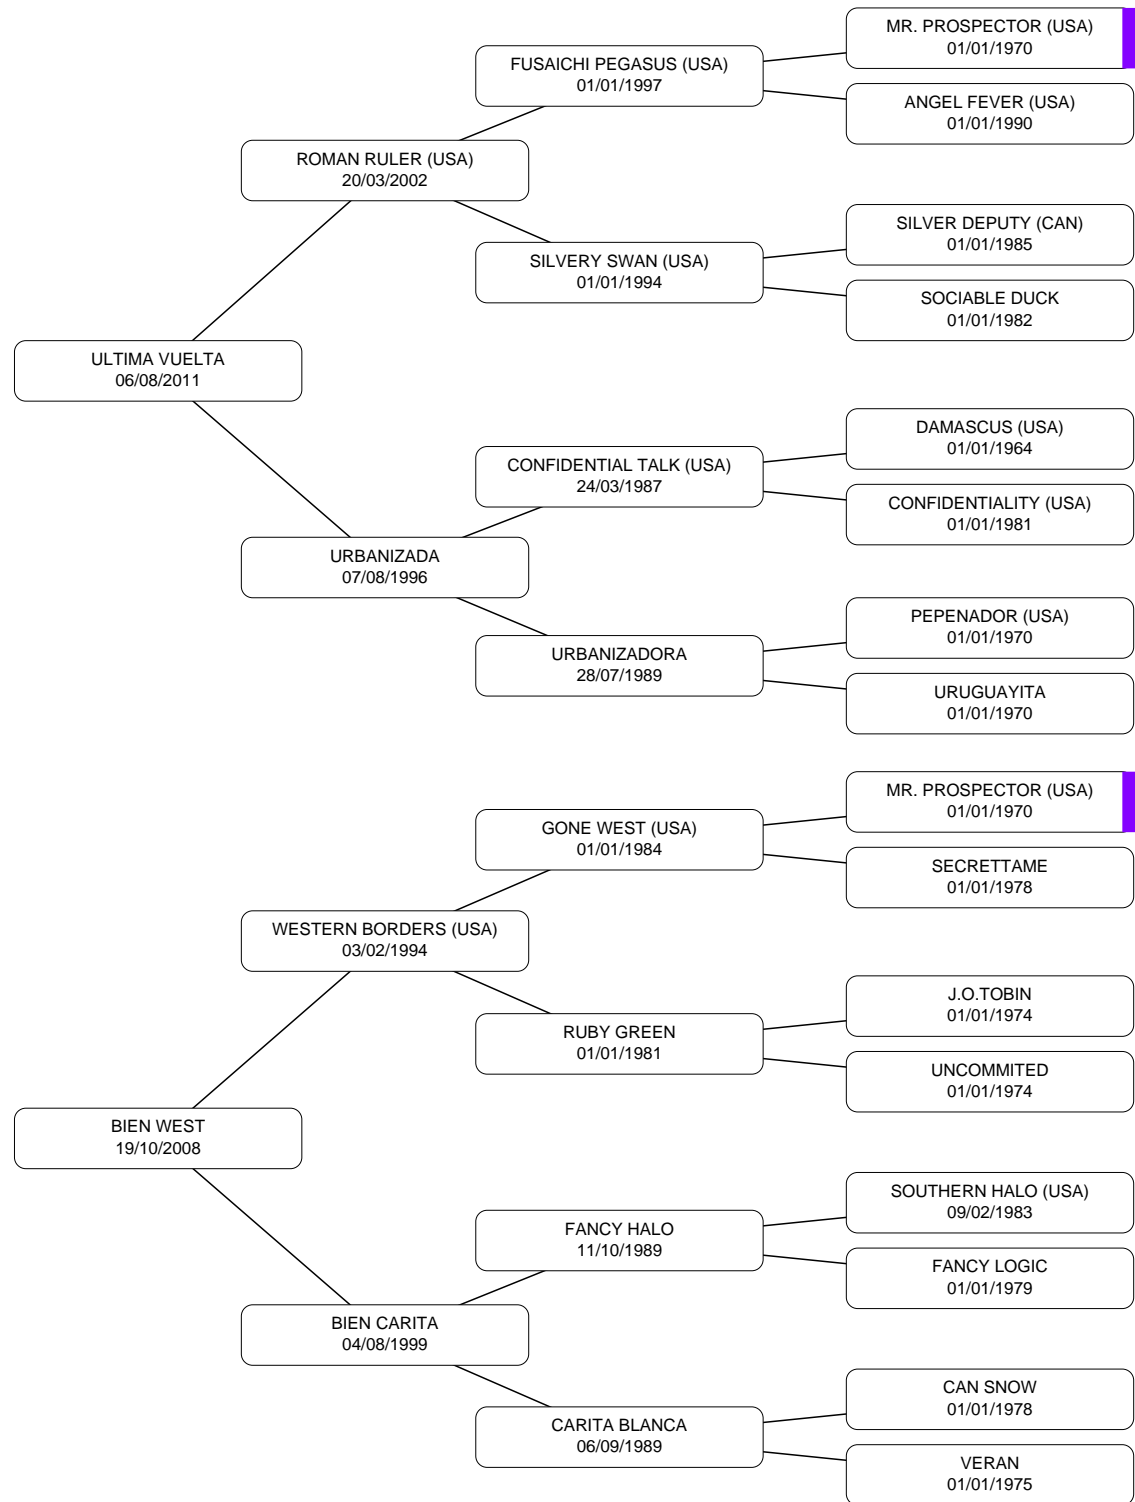 MR. PROSPECTOR (USA)
01/01/1970
FUSAICHI PEGASUS (USA)
01/01/1997
ANGEL FEVER (USA)
01/01/1990
ROMAN RULER (USA)
20/03/2002
SILVER DEPUTY (CAN)
01/01/1985
SILVERY SWAN (USA)
01/01/1994
SOCIABLE DUCK
01/01/1982
ULTIMA VUELTA
06/08/2011
DAMASCUS (USA)
01/01/1964
CONFIDENTIAL TALK (USA)
24/03/1987
CONFIDENTIALITY (USA)
01/01/1981
URBANIZADA
07/08/1996
PEPENADOR (USA)
01/01/1970
URBANIZADORA
28/07/1989
URUGUAYITA
01/01/1970
MR. PROSPECTOR (USA)
01/01/1970
GONE WEST (USA)
01/01/1984
SECRETTAME
01/01/1978
WESTERN BORDERS (USA)
03/02/1994
J.O.TOBIN
01/01/1974
RUBY GREEN
01/01/1981
UNCOMMITED
01/01/1974
BIEN WEST
19/10/2008
SOUTHERN HALO (USA)
09/02/1983
FANCY HALO
11/10/1989
FANCY LOGIC
01/01/1979
BIEN CARITA
04/08/1999
CAN SNOW
01/01/1978
CARITA BLANCA
06/09/1989
VERAN
01/01/1975